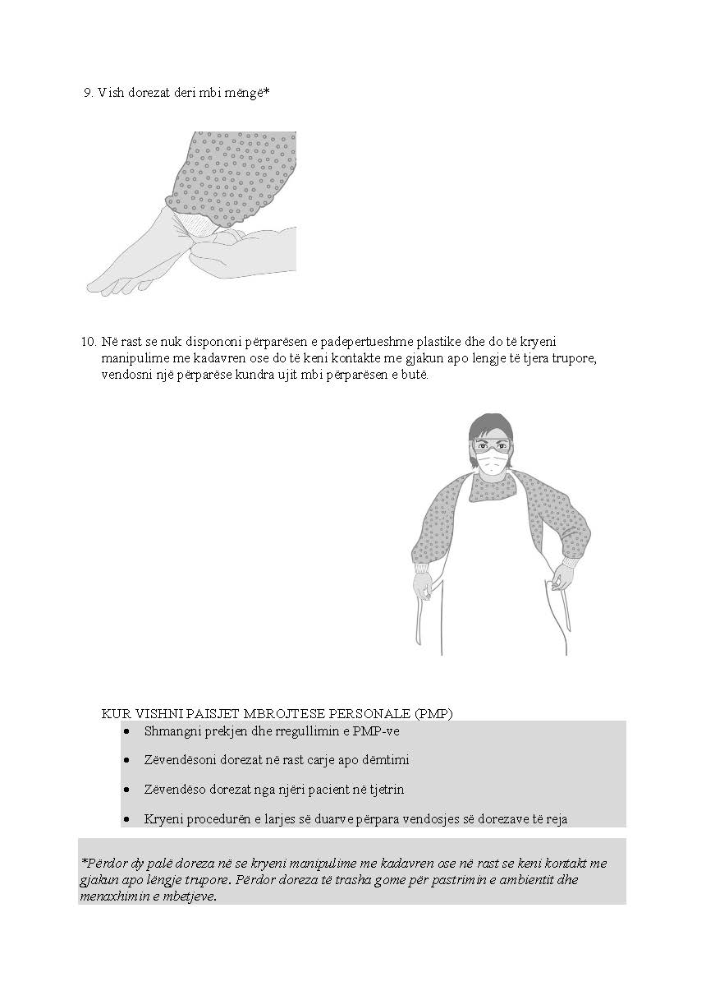 9. Vish dorezat deri mbi mëngë*
10. Në rast se nuk dispononi përparësen e padepertueshme plastike dhe do të kryeni
manipulime me kadavren ose do të keni kontakte me gjakun apo lengje të tjera trupore,
vendosni një përparëse kundra ujit mbi përparësen e butë.
KUR VISHNI PAISJET MBROJTESE PERSONALE (PMP)
• Shmangni prekjen dhe rregullimin e PMP-ve
• Zëvendësoni dorezat në rast carje apo dëmtimi
• Zëvendëso dorezat nga njëri pacient në tjetrin
• Kryeni procedurën e larjes së duarve përpara vendosjes së dorezave të reja
*Përdor dy palë doreza në se kryeni manipulime me kadavren ose në rast se keni kontakt me
gjakun apo lëngje trupore. Përdor doreza të trasha gome për pastrimin e ambientit dhe
menaxhimin e mbetjeve.